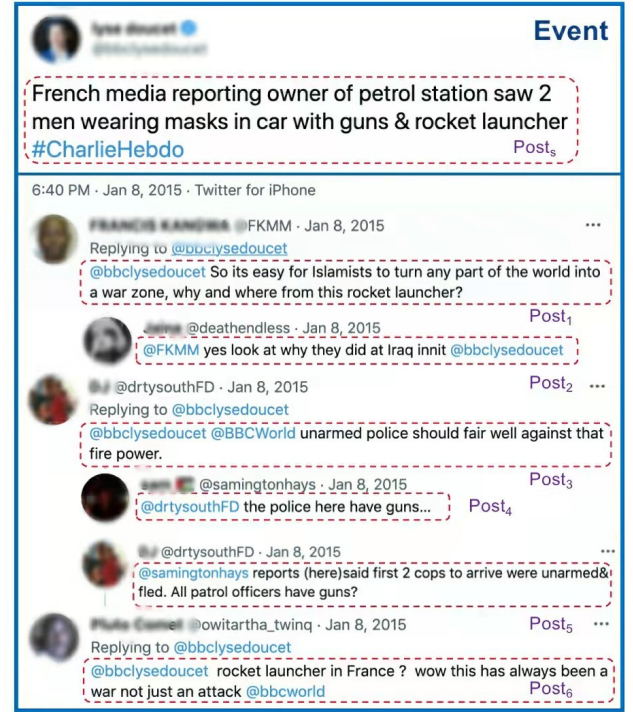 lyse doucet
Event
@bbclysedoucet
French media reporting owner of petrol station saw 2
men wearing masks in car with guns & rocket launcher
#CharlieHebdo
Postₛ
6:40 PM · Jan 8, 2015 · Twitter for iPhone
@FKMM · Jan 8, 2015 ...
Replying to @bbclysedoucet
@bbclysedoucet So its easy for Islamists to turn any part of the world into
a war zone, why and where from this rocket launcher?
Post₁
@deathendless · Jan 8, 2015
@FKMM yes look at why they did at Iraq innit @bbclysedoucet
DJ @drtysouthFD · Jan 8, 2015
Post₂ ...
Replying to @bbclysedoucet
@bbclysedoucet @BBCWorld unarmed police should fair well against that
fire power.
Post₃
sam @samingtonhays · Jan 8, 2015
@drtysouthFD the police here have guns...
Post₄
DJ @drtysouthFD · Jan 8, 2015 ...
@samingtonhays reports (here)said first 2 cops to arrive were unarmed&
fled. All patrol officers have guns?
@owitartha_twinq · Jan 8, 2015
Post₅ ...
Replying to @bbclysedoucet
@bbclysedoucet rocket launcher in France ? wow this has always been a
war not just an attack @bbcworld
Post₆